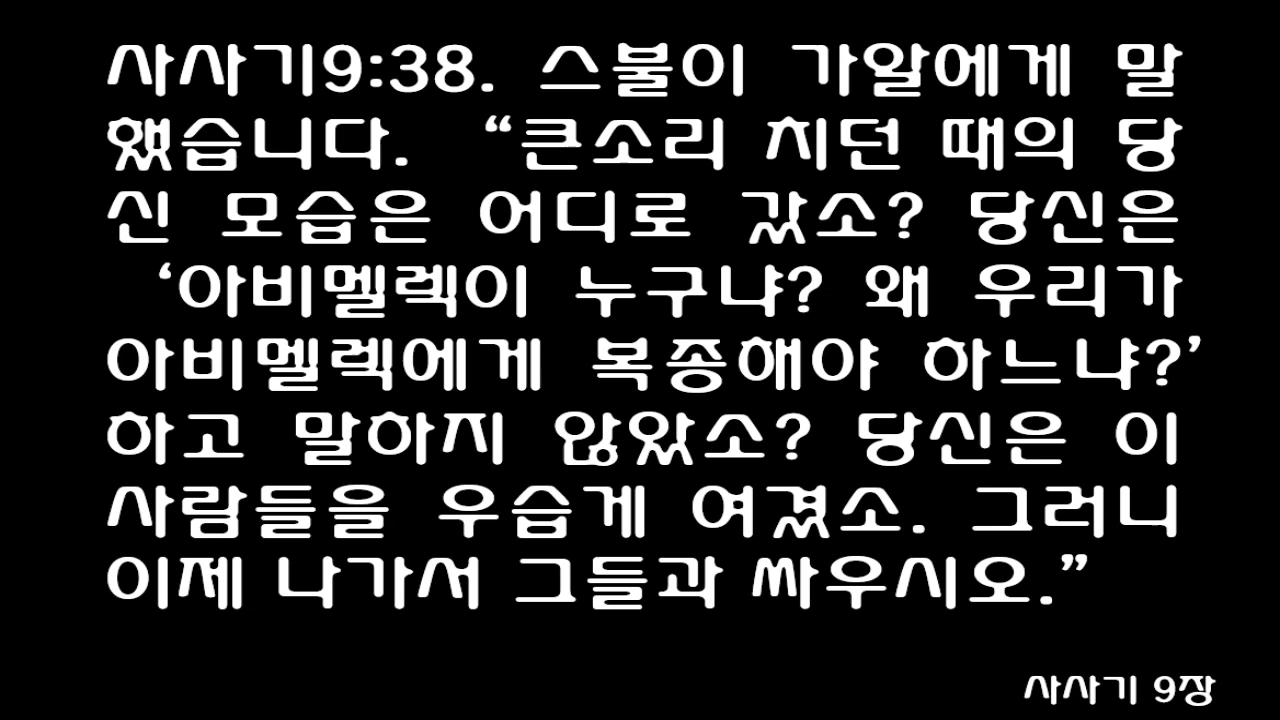 사사기9:38. 스불이 가알에게 말
했습니다. “큰소리 치던 때의 당
신 모습은 어디로 갔소? 당신은
‘아비멜렉이 누구냐? 왜 우리가
아비멜렉에게 복종해야 하느냐?’
하고 말하지 않았소? 당신은 이
사람들을 우습게 여겼소. 그러니
이제 나가서 그들과 싸우시오.”
사사기 9장